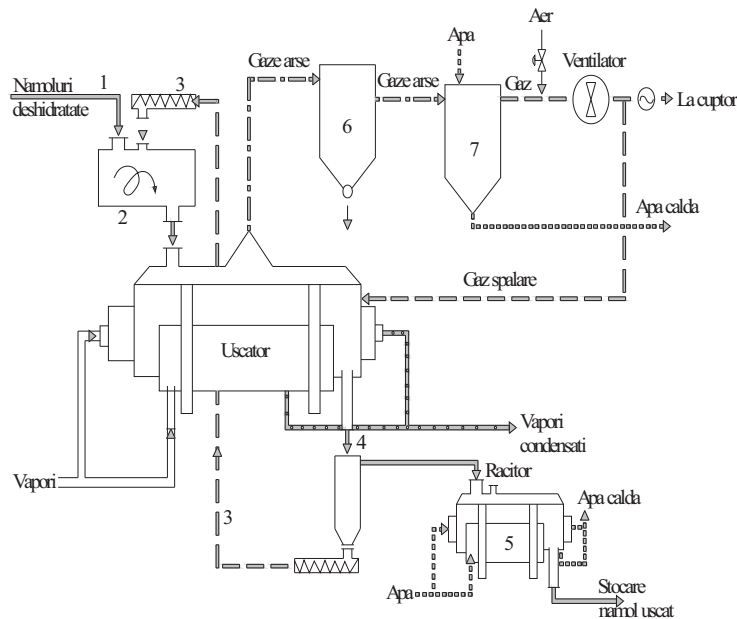 Aer
Apa
Ventilator
Gaze arse
Gaze arse
Gaz
La cuptor
Namoluri
deshidratate
1
3
6
7
2
Apa calda
Gaz spalare
Uscator
Vapori
condensati
4
Vapori
3
Racitor
Apa calda
5
Apa
Stocare
namol uscat